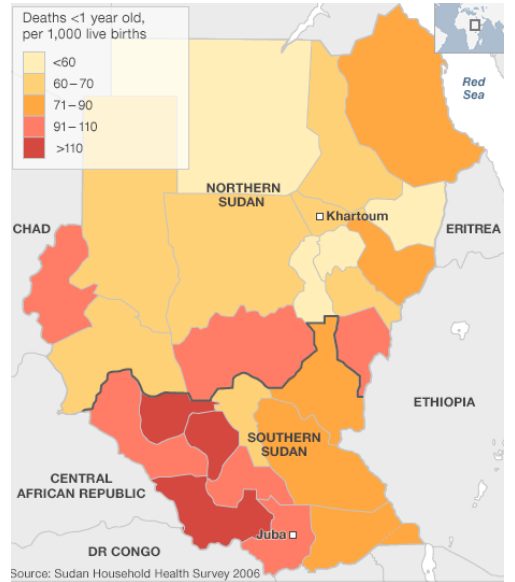 Deaths <1 year old,
per 1,000 live births
<60
60–70
71–90
91–110
>110
Red
Sea
NORTHERN
SUDAN
Khartoum
CHAD
ERITREA
ETHIOPIA
SOUTHERN
SUDAN
CENTRAL
AFRICAN REPUBLIC
Juba
DR CONGO
Source: Sudan Household Health Survey 2006